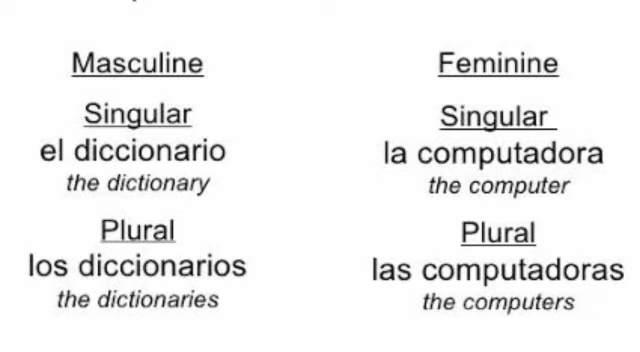 Masculine
Singular
el diccionario
the dictionary
Plural
los diccionarios
the dictionaries
Feminine
Singular
la computadora
the computer
Plural
las computadoras
the computers